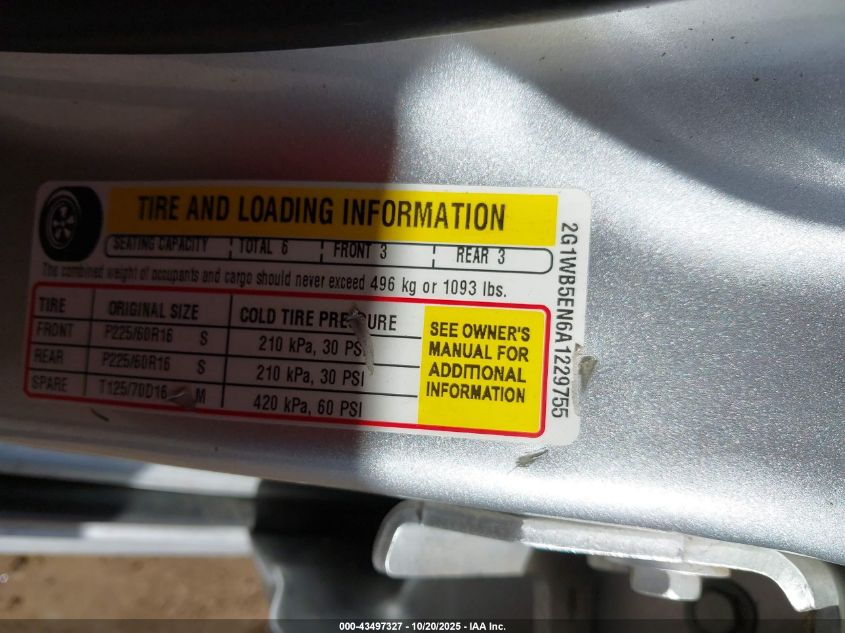 TIRE AND LOADING INFORMATION
SEATING CAPACITY TOTAL 6 FRONT 3 REAR 3
The combined weight of occupants and cargo should never exceed 496 kg or 1093 lbs.
TIRE ORIGINAL SIZE COLD TIRE PRESSURE
FRONT P225/60R16 S 210 kPa, 30 PSI
REAR P225/60R16 S 210 kPa, 30 PSI
SPARE T125/70D16 M 420 kPa, 60 PSI
SEE OWNER'S
MANUAL FOR
ADDITIONAL
INFORMATION
2G1WB5EN6A1229755
000-43497327 • 10/20/2025 - IAA Inc.